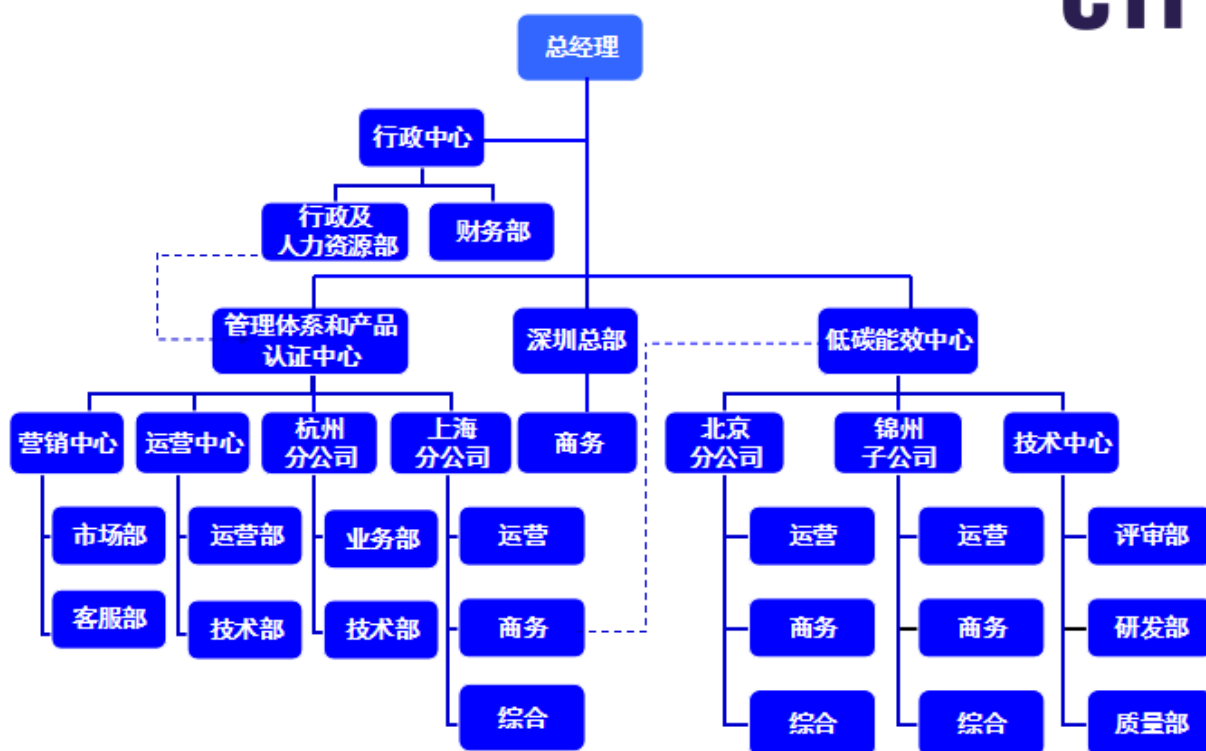 总经理
行政中心
行政及
人力资源部
财务部
管理体系和产品
认证中心
深圳总部
低碳能效中心
营销中心
运营中心
杭州
分公司
上海
分公司
商务
北京
分公司
锦州
子公司
技术中心
市场部
运营部
业务部
运营
运营
运营
评审部
客服部
技术部
技术部
商务
商务
商务
研发部
综合
综合
综合
质量部